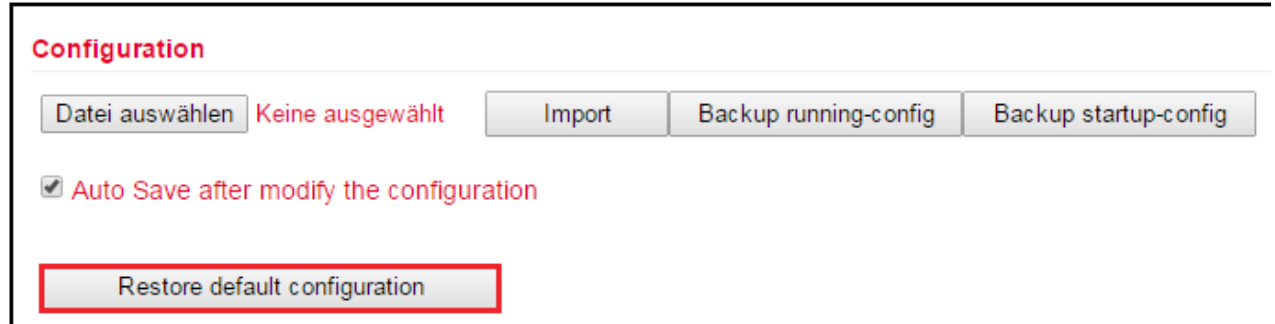 Configuration
Datei auswählen Keine ausgewählt Import Backup running-config Backup startup-config
Auto Save after modify the configuration
Restore default configuration